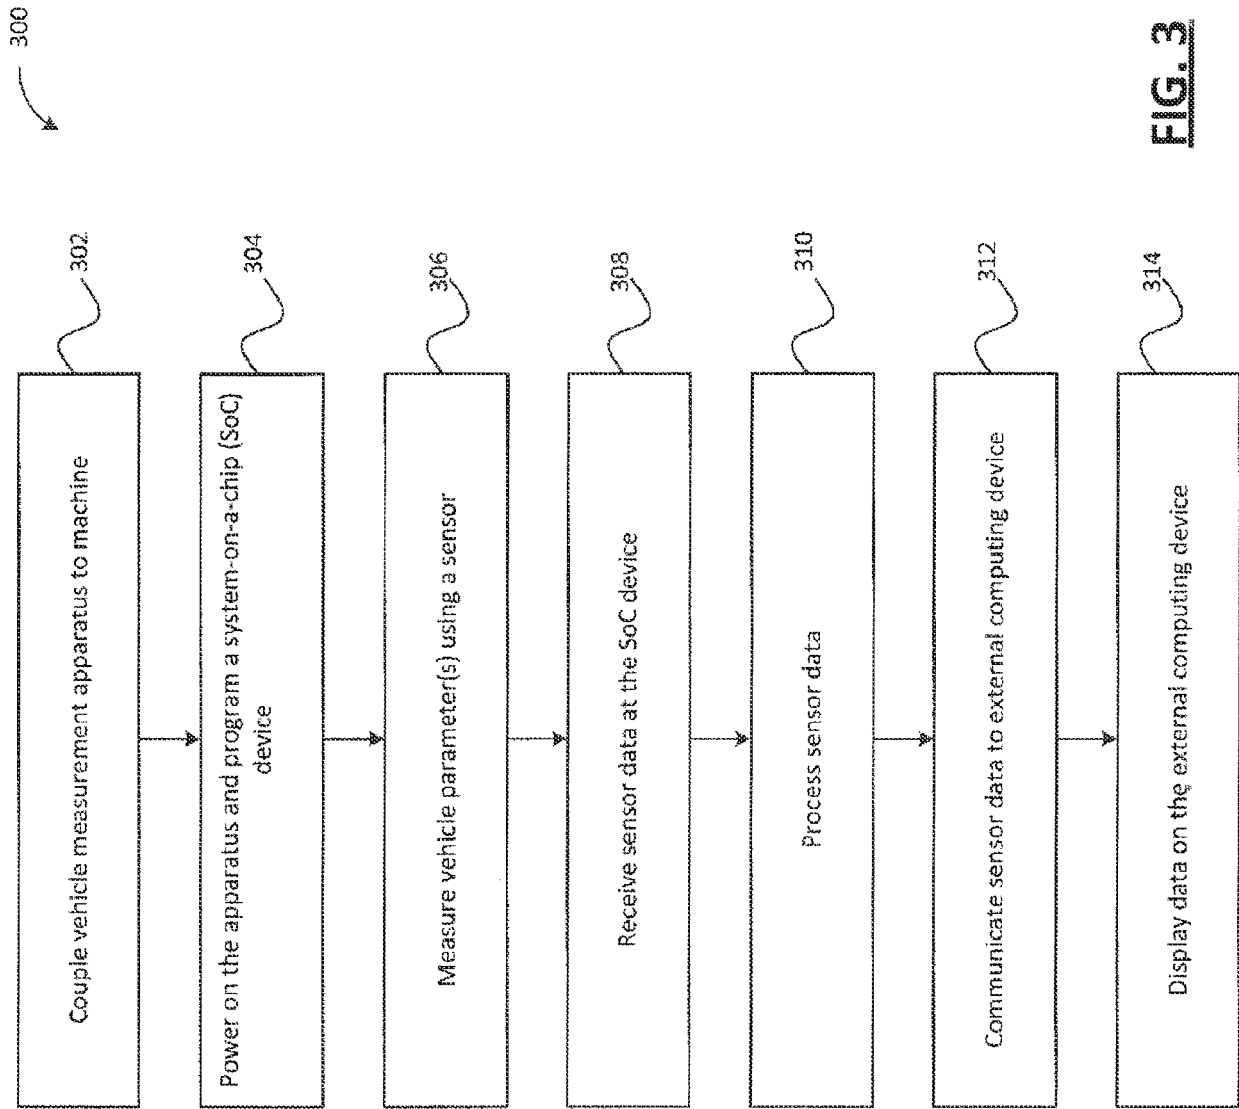 300
Couple vehicle measurement apparatus to machine
302
Power on the apparatus and program a system-on-a-chip (SoC)
device
304
Measure vehicle parameter(s) using a sensor
306
Receive sensor data at the SoC device
308
Process sensor data
310
Communicate sensor data to external computing device
312
Display data on the external computing device
314
FIG. 3